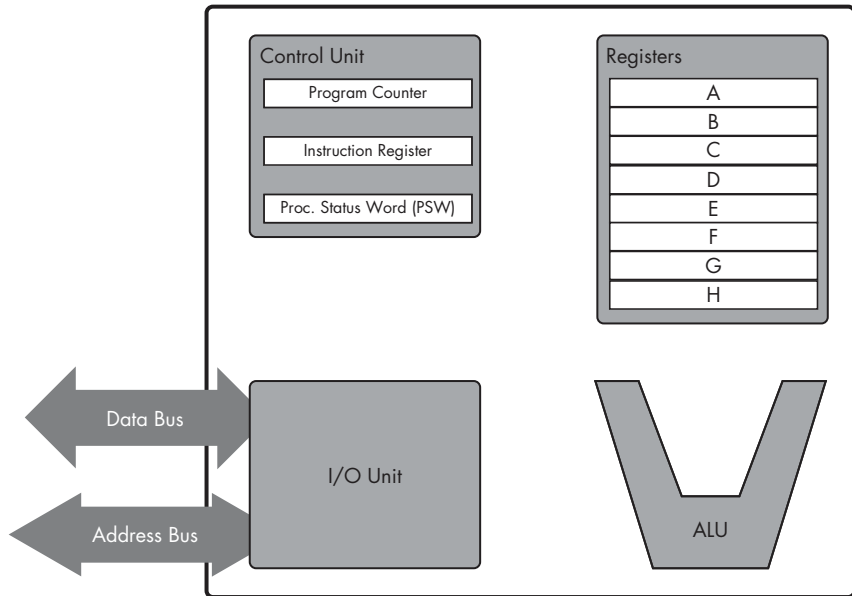 Control Unit
Program Counter
Instruction Register
Proc. Status Word (PSW)
Registers
A
B
C
D
E
F
G
H
Data Bus
Address Bus
I/O Unit
ALU